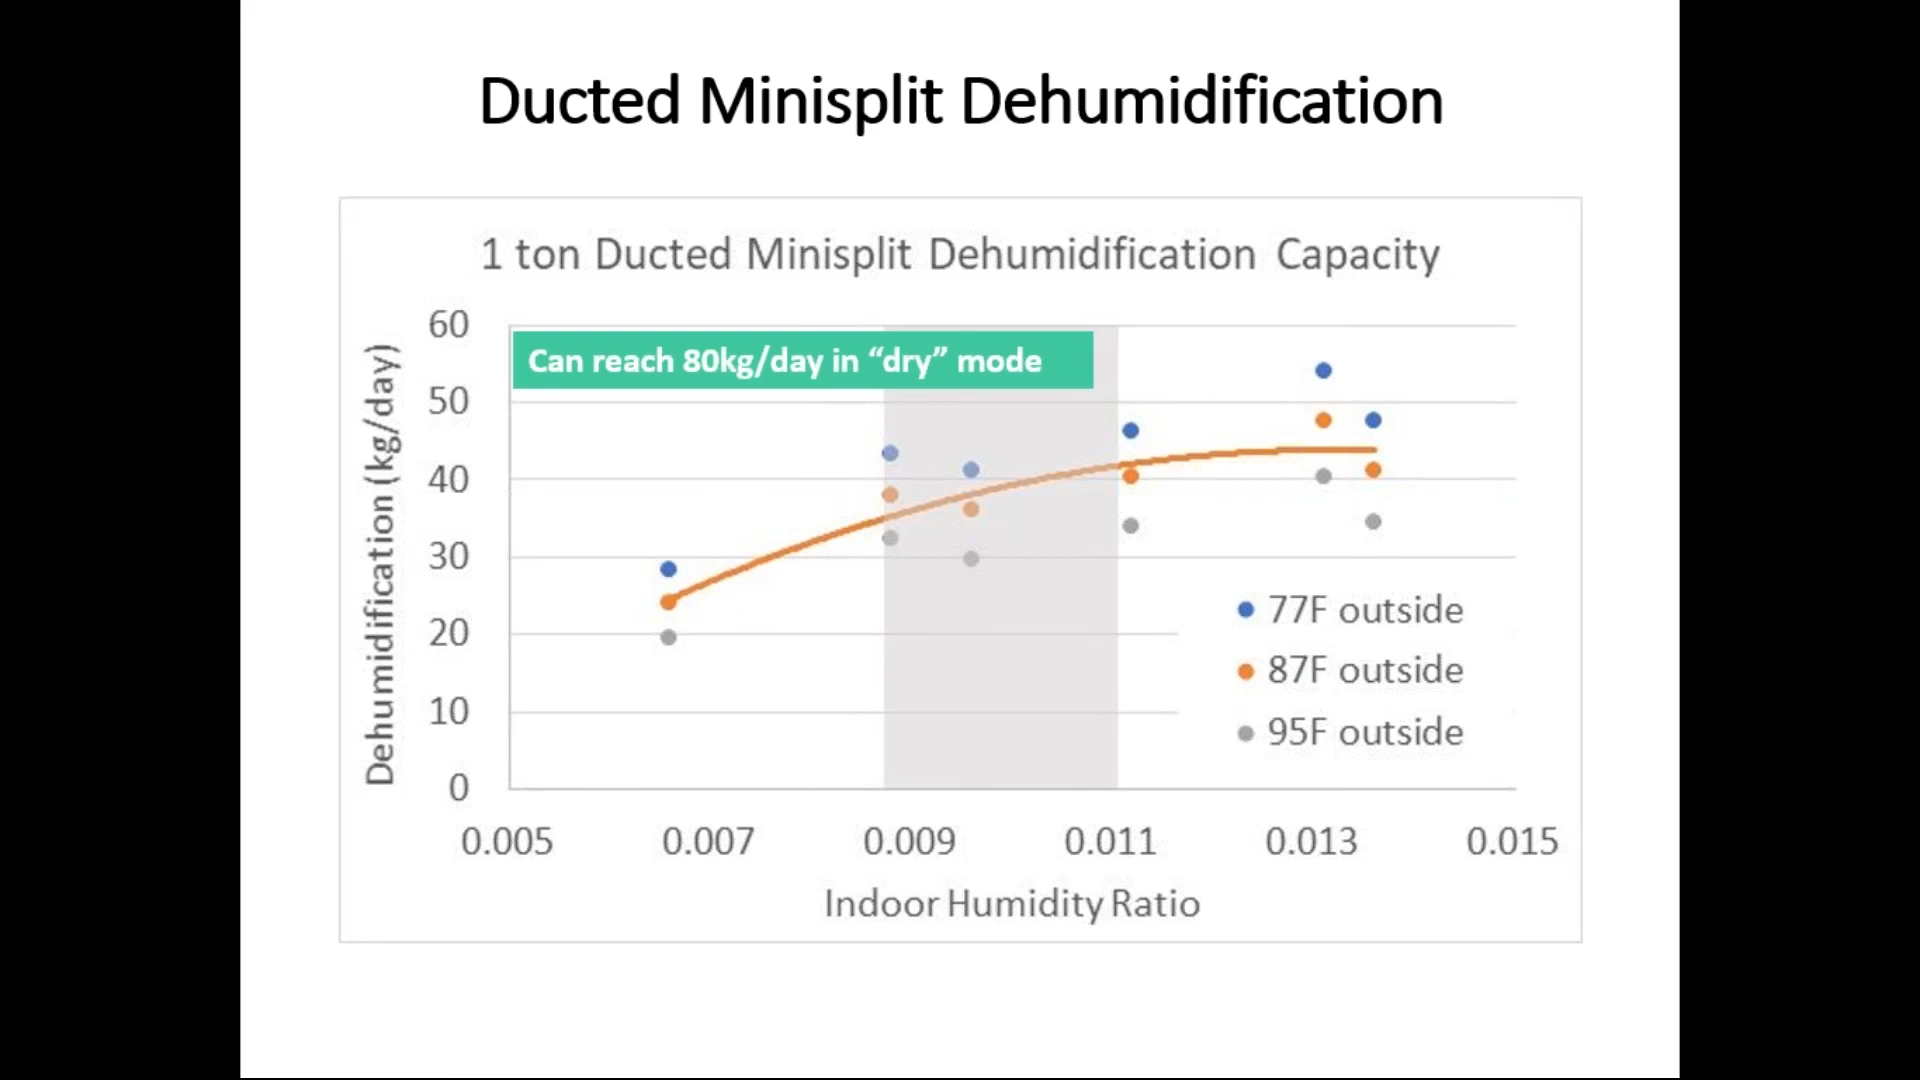 Ducted Minisplit Dehumidification
1 ton Ducted Minisplit Dehumidification Capacity
Can reach 80kg/day in “dry” mode
Dehumidification (kg/day)
60
50
40
30
20
10
0
77F outside
87F outside
95F outside
0.005 0.007 0.009 0.011 0.013 0.015
Indoor Humidity Ratio